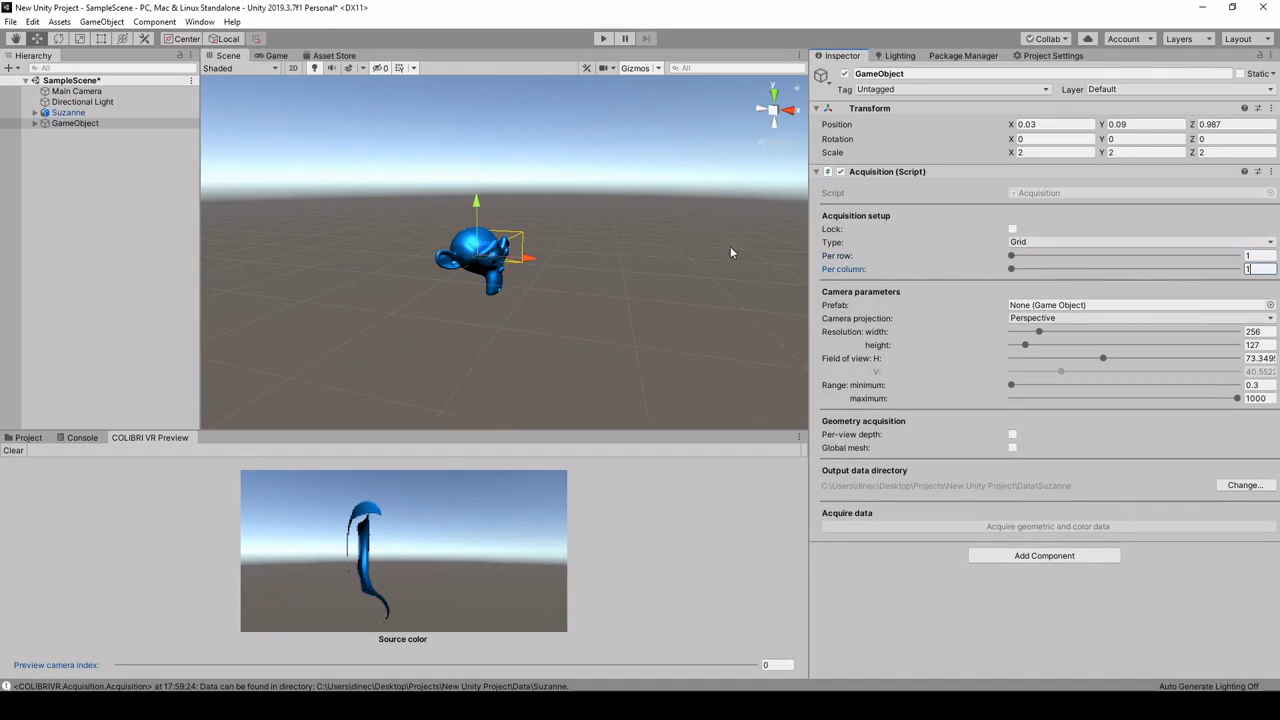 New Unity Project - SampleScene - PC, Mac & Linux Standalone - Unity 2019.3.7f1 Personal* <DX11>
File Edit Assets GameObject Component Window Help
Center Local Collab Account Layers Layout
Hierarchy Scene Game Asset Store Inspector Lighting Package Manager Project Settings
All Shaded 2D 0 Gizmos All
SampleScene*
Main Camera
Directional Light
Suzanne
GameObject
y
x
GameObject Static
Tag Untagged Layer Default
Transform
Position X 0.03 Y 0.09 Z 0.987
Rotation X 0 Y 0 Z 0
Scale X 2 Y 2 Z 2
# Acquisition (Script)
Script Acquisition
Acquisition setup
Lock:
Type: Grid
Per row: 1
Per column: 1
Camera parameters
Prefab: None (Game Object)
Camera projection: Perspective
Resolution: width: 256
height: 127
Field of view: H: 73.349
V: 40.552
Range: minimum: 0.3
maximum: 1000
Geometry acquisition
Per-view depth:
Global mesh:
Output data directory
C:\Users\dinec\Desktop\Projects\New Unity Project\Data\Suzanne Change...
Acquire data
Acquire geometric and color data
Add Component
Project Console COLIBRI VR Preview
Clear
Source color
Preview camera index: 0
<COLIBRIVR.Acquisition.Acquisition> at 17:59:24: Data can be found in directory: C:\Users\dinec\Desktop\Projects\New Unity Project\Data\Suzanne.
Auto Generate Lighting Off